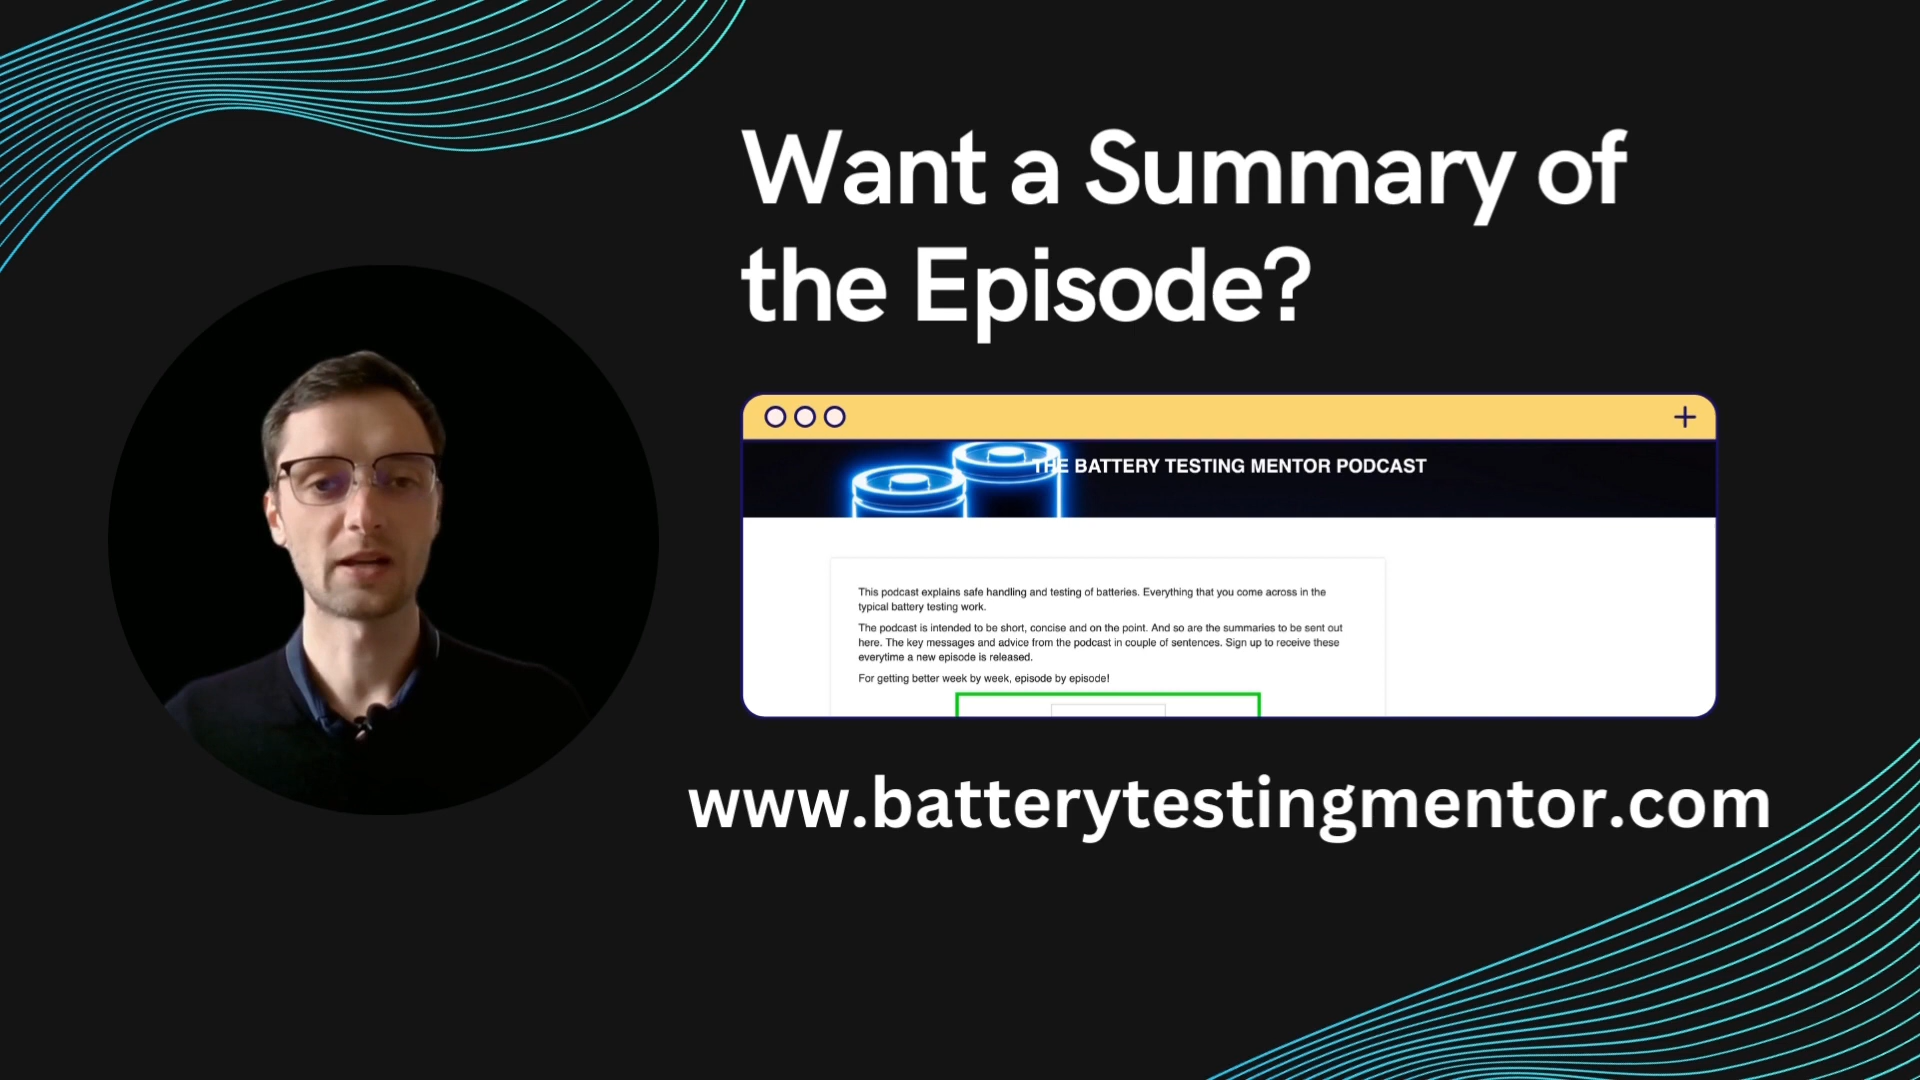 Want a Summary of
the Episode?
THE BATTERY TESTING MENTOR PODCAST
This podcast explains safe handling and testing of batteries. Everything that you come across in the
typical battery testing work.
The podcast is intended to be short, concise and on the point. And so are the summaries to be sent out
here. The key messages and advice from the podcast in couple of sentences. Sign up to receive these
everytime a new episode is released.
For getting better week by week, episode by episode!
www.batterytestingmentor.com